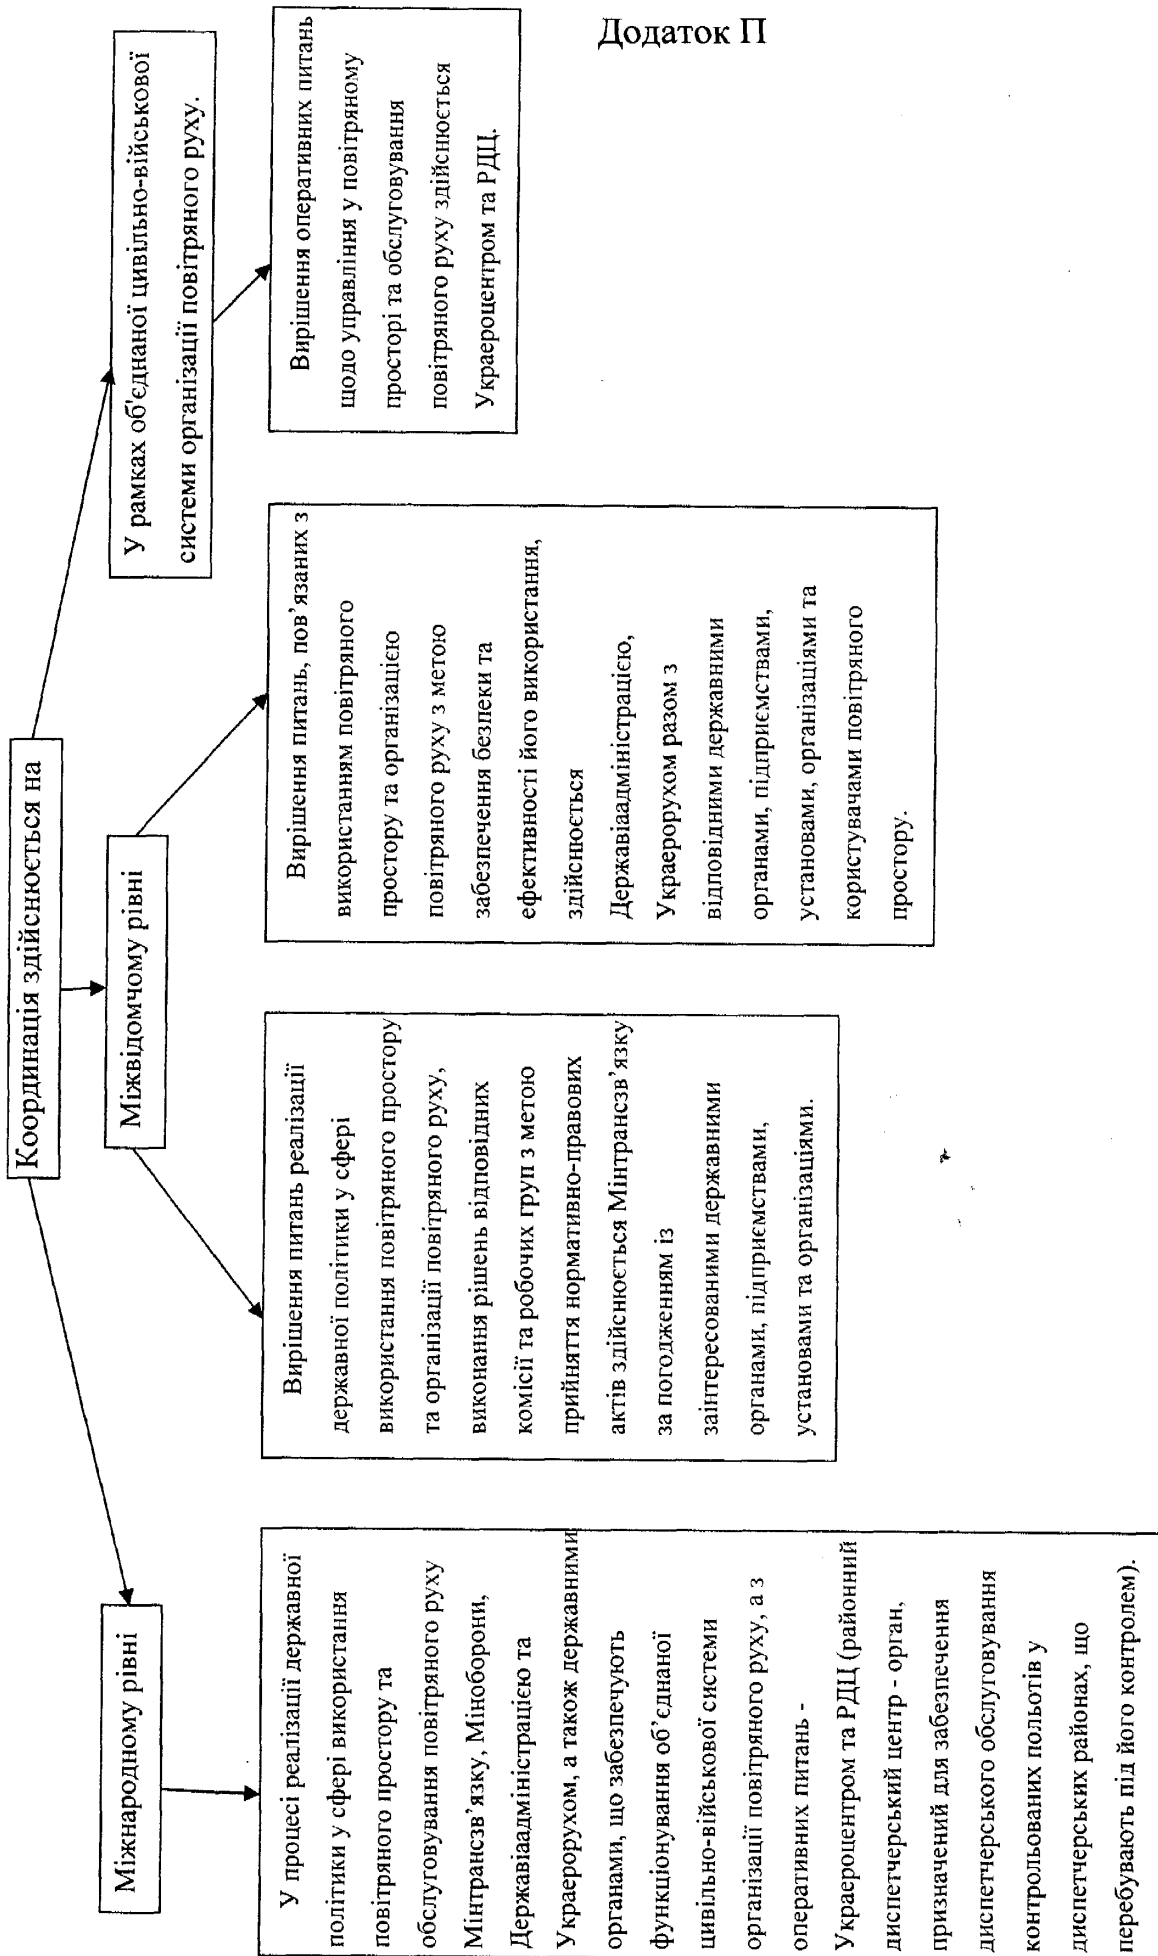 Додаток П
Координація здійснюється на
Міжнародному рівні
Міжвідомчому рівні
У рамках об'єднаної цивільно-військової
системи організації повітряного руху.
У процесі реалізації державної
політики у сфері використання
повітряного простору та
обслуговування повітряного руху
Мінтрансзв'язку, Міноборони,
Державіаадміністрацією та
Украерорухом, а також державними
органами, що забезпечують
функціонування об'єднаної
цивільно-військової системи
організації повітряного руху, а з
оперативних питань -
Украероцентром та РДЦ (районний
диспетчерський центр - орган,
призначений для забезпечення
диспетчерського обслуговування
контрольованих польотів у
диспетчерських районах, що
перебувають під його контролем).
Вирішення питань реалізації
державної політики у сфері
використання повітряного простору
та організації повітряного руху,
виконання рішень відповідних
комісії та робочих груп з метою
прийняття нормативно-правових
актів здійснюється Мінтрансзв'язку
за погодженням із
заінтересованими державними
органами, підприємствами,
установами та організаціями.
Вирішення питань, пов'язаних з
використанням повітряного
простору та організацією
повітряного руху з метою
забезпечення безпеки та
ефективності його використання,
здійснюється
Державіаадміністрацією,
Украерорухом разом з
відповідними державними
органами, підприємствами,
установами, організаціями та
користувачами повітряного
простору.
Вирішення оперативних питань
щодо управління у повітряному
просторі та обслуговування
повітряного руху здійснюється
Украероцентром та РДЦ.